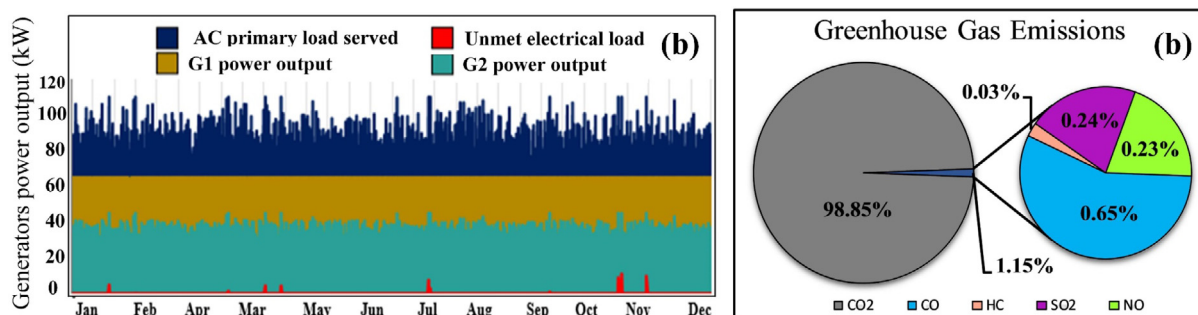 AC primary load served
Unmet electrical load
(b)
G1 power output
G2 power output
Generators power output (kW)
120
100
80
60
40
20
0
Jan Feb Apr Mar Mar May Jun Jul Aug Sep Oct Nov Dec
Greenhouse Gas Emissions
(b)
0.03%
0.24%
0.23%
98.85%
0.65%
1.15%
CO2 CO HC SO2 NO